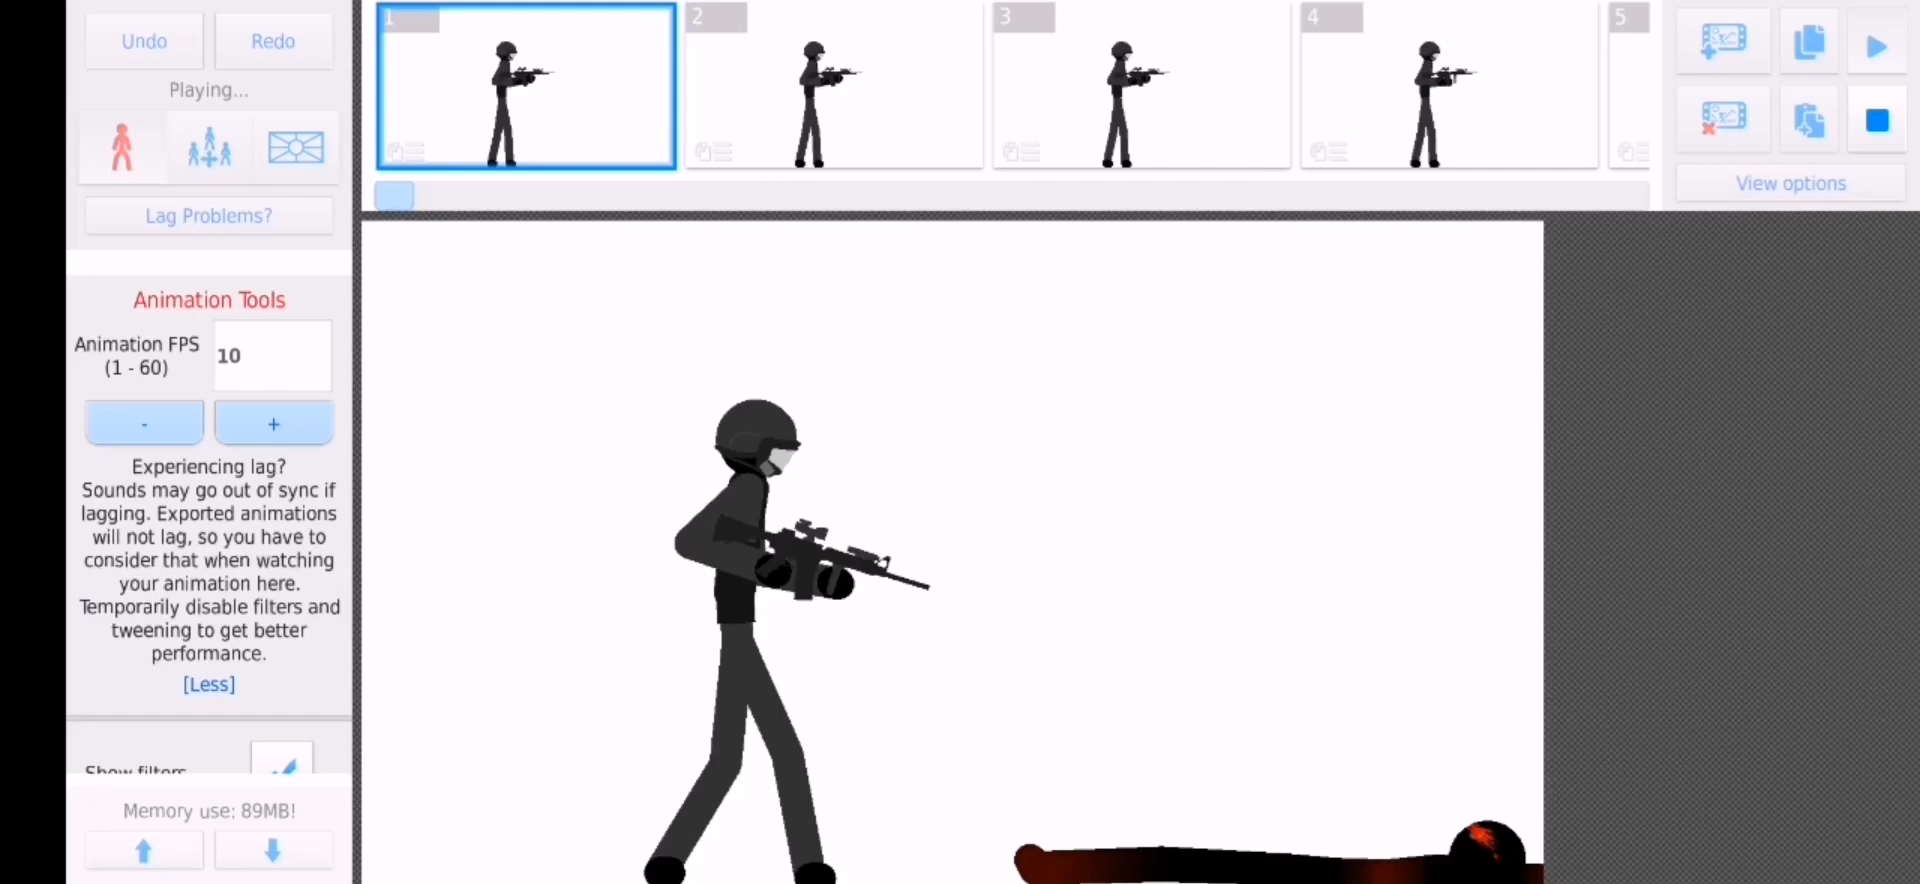 Undo
Redo
Playing...
Lag Problems?
1
2
3
4
5
View options
Animation Tools
Animation FPS
(1 - 60)
10
-
+
Experiencing lag?
Sounds may go out of sync if
lagging. Exported animations
will not lag, so you have to
consider that when watching
your animation here.
Temporarily disable filters and
tweening to get better
performance.
[Less]
Show filters
Memory use: 89MB!